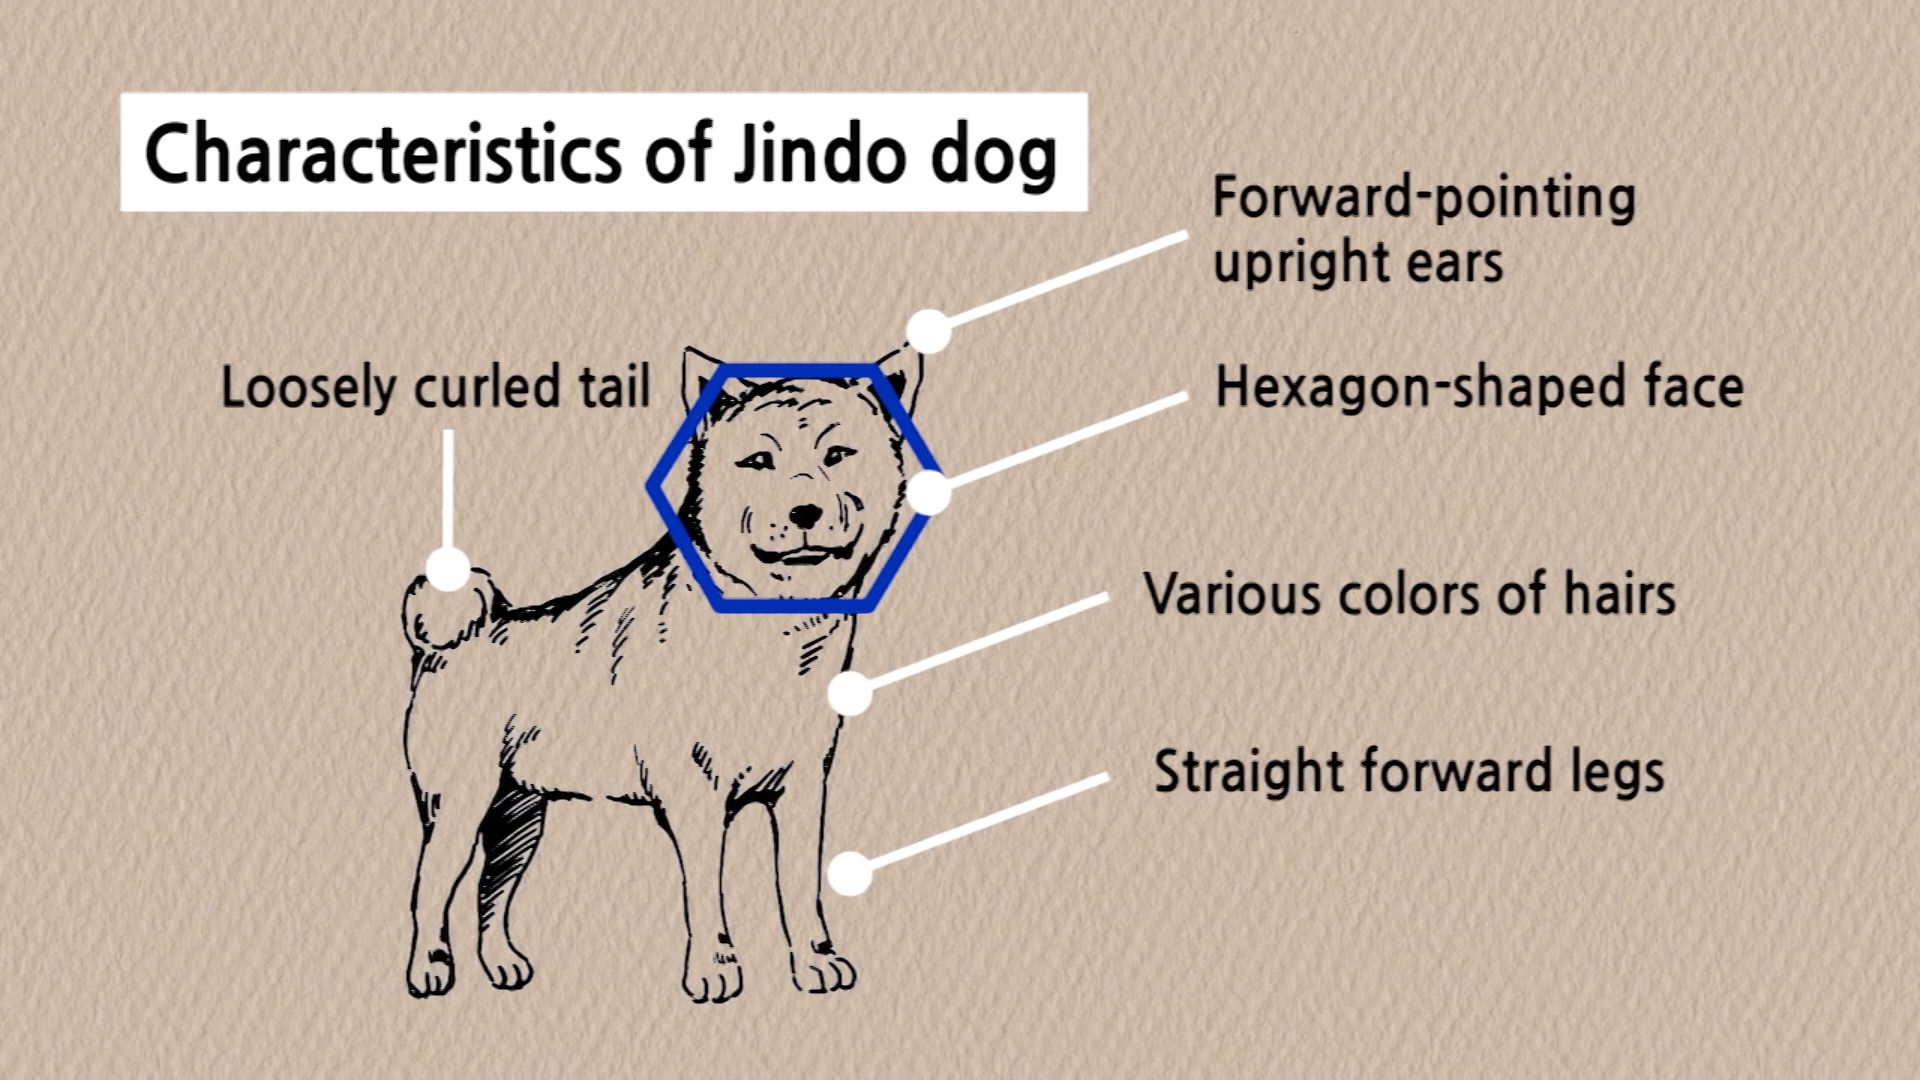 Characteristics of Jindo dog
Forward-pointing
upright ears
Loosely curled tail
Hexagon-shaped face
Various colors of hairs
Straight forward legs